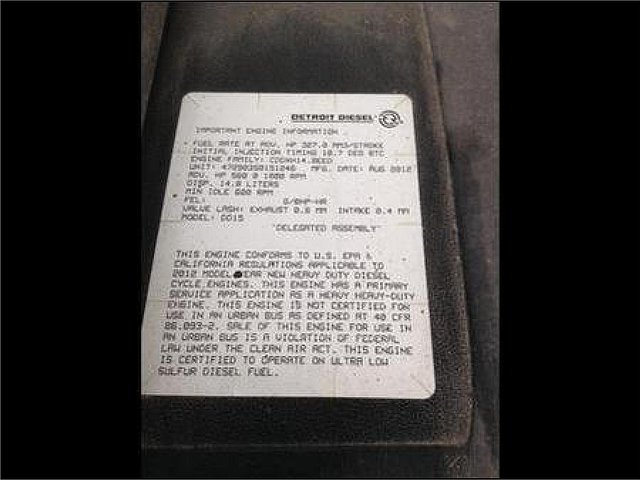 DETROIT DIESEL
IMPORTANT ENGINE INFORMATION
FUEL RATE AT ADV. HP 327.0 MM3/STROKE
INITIAL INJECTION TIMING 10.7 DEG BTC
ENGINE FAMILY: CDDXH14.8EED
UNIT: MFG. DATE: AUG 2012
ADV. HP 560 @ 1800 RPM
DISP. 14.8 LITERS
MIN IDLE 600 RPM
FEL: G/BHP-HR
VALVE LASH: EXHAUST 0.6 MM INTAKE 0.4 MM
MODEL: DD15
"DELEGATED ASSEMBLY"
THIS ENGINE CONFORMS TO U.S. EPA &
CALIFORNIA REGULATIONS APPLICABLE TO
2012 MODEL YEAR NEW HEAVY DUTY DIESEL
CYCLE ENGINES. THIS ENGINE HAS A PRIMARY
SERVICE APPLICATION AS A HEAVY HEAVY-DUTY
ENGINE. THIS ENGINE IS NOT CERTIFIED FOR
USE IN AN URBAN BUS AS DEFINED AT 40 CFR
86.093-2. SALE OF THIS ENGINE FOR USE IN
AN URBAN BUS IS A VIOLATION OF FEDERAL
LAW UNDER THE CLEAN AIR ACT. THIS ENGINE
IS CERTIFIED TO OPERATE ON ULTRA LOW
SULFUR DIESEL FUEL.